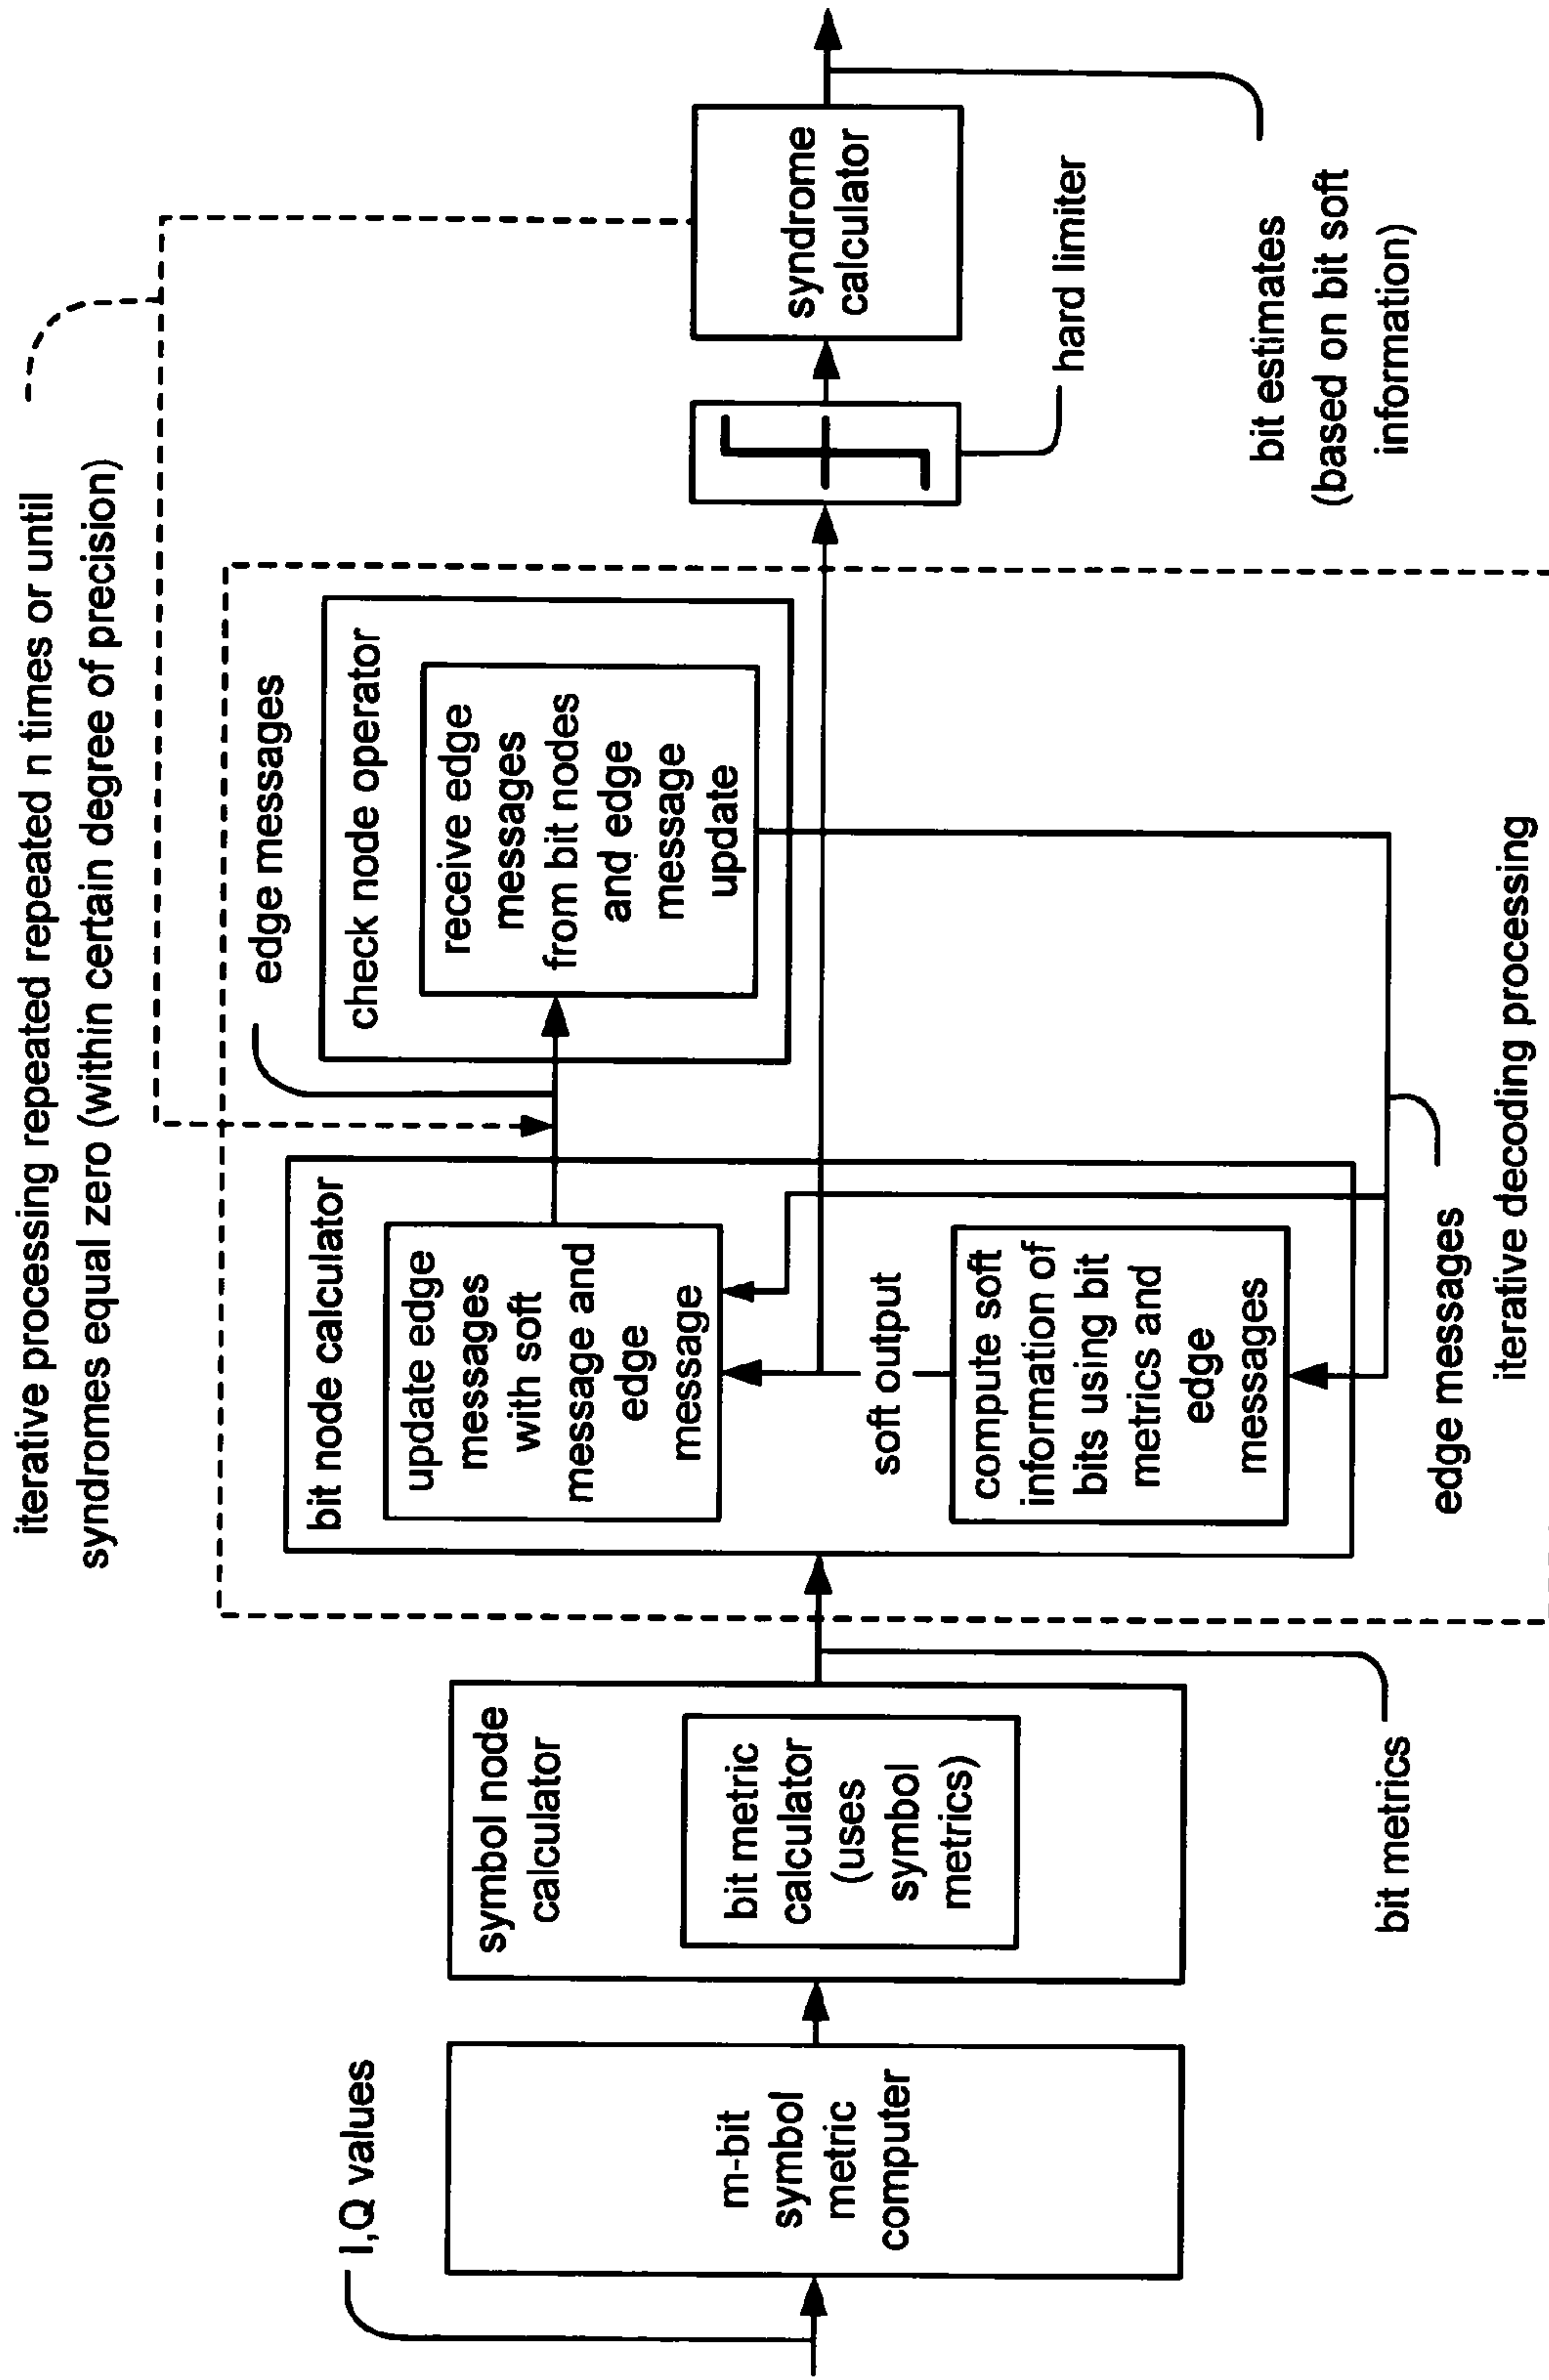 iterative processing repeated repeated n times or until
syndromes equal zero (within certain degree of precision)
I,Q values
m-bit
symbol
metric
computer
symbol node
calculator
bit metric
calculator
(uses
symbol
metrics)
bit metrics
bit node calculator
update edge
messages
with soft
message and
edge
message
soft output
compute soft
information of
bits using bit
metrics and
edge
messages
edge messages
edge messages
check node operator
receive edge
messages
from bit nodes
and edge
message
update
iterative decoding processing
hard limiter
syndrome
calculator
bit estimates
(based on bit soft
information)